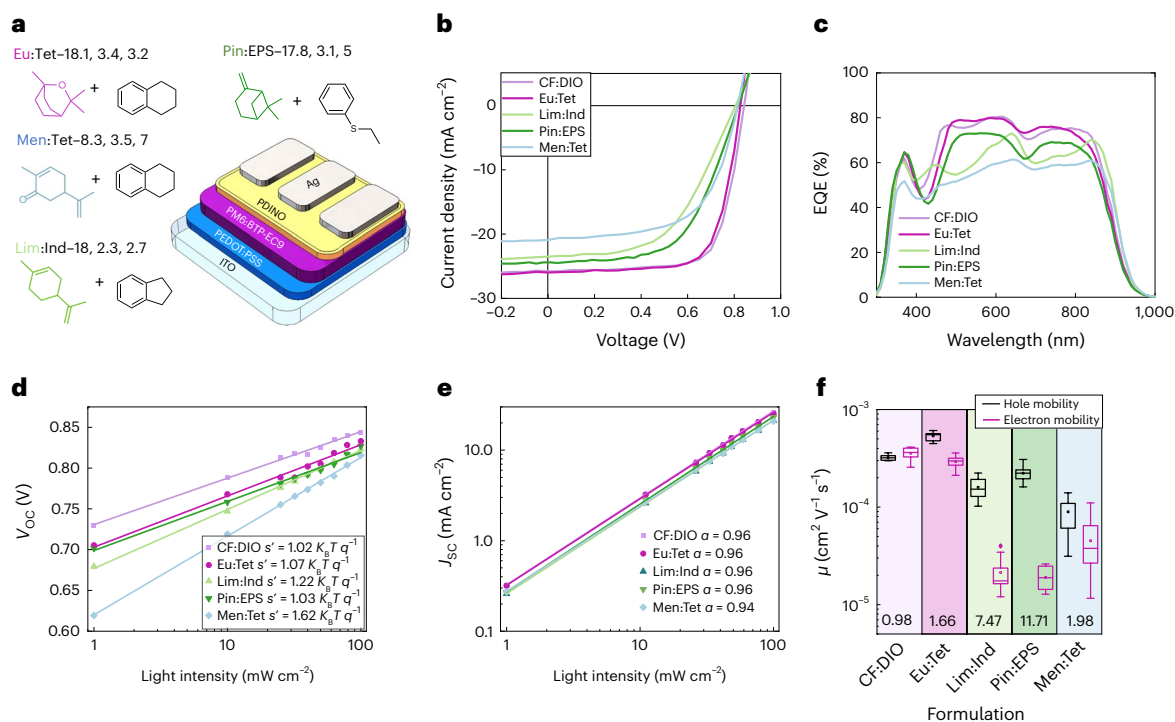 a
Eu:Tet–18.1, 3.4, 3.2
Pin:EPS–17.8, 3.1, 5
O
+
+
S
Men:Tet–8.3, 3.5, 7
O
+
Lim:Ind–18, 2.3, 2.7
+
Ag
PDINO
PM6:BTP-EC9
PEDOT:PSS
ITO
b
CF:DIO
Eu:Tet
Lim:Ind
Pin:EPS
Men:Tet
0
−10
−20
−30
Current density (mA cm−2)
−0.2
0
0.2
0.4
0.6
0.8
1.0
Voltage (V)
c
100
80
60
40
20
0
EQE (%)
CF:DIO
Eu:Tet
Lim:Ind
Pin:EPS
Men:Tet
400
600
800
1,000
Wavelength (nm)
d
0.85
0.80
0.75
0.70
0.65
0.60
VOC (V)
CF:DIO s′ = 1.02 KBT q−1
Eu:Tet s′ = 1.07 KBT q−1
Lim:Ind s′ = 1.22 KBT q−1
Pin:EPS s′ = 1.03 KBT q−1
Men:Tet s′ = 1.62 KBT q−1
1
10
100
Light intensity (mW cm−2)
e
10.0
1.0
0.1
JSC (mA cm−2)
CF:DIO α = 0.96
Eu:Tet α = 0.96
Lim:Ind α = 0.96
Pin:EPS α = 0.96
Men:Tet α = 0.94
1
10
100
Light intensity (mW cm−2)
f
Hole mobility
Electron mobility
10−3
10−4
10−5
μ (cm2 V−1 s−1)
0.98
1.66
7.47
11.71
1.98
CF:DIO
Eu:Tet
Lim:Ind
Pin:EPS
Men:Tet
Formulation